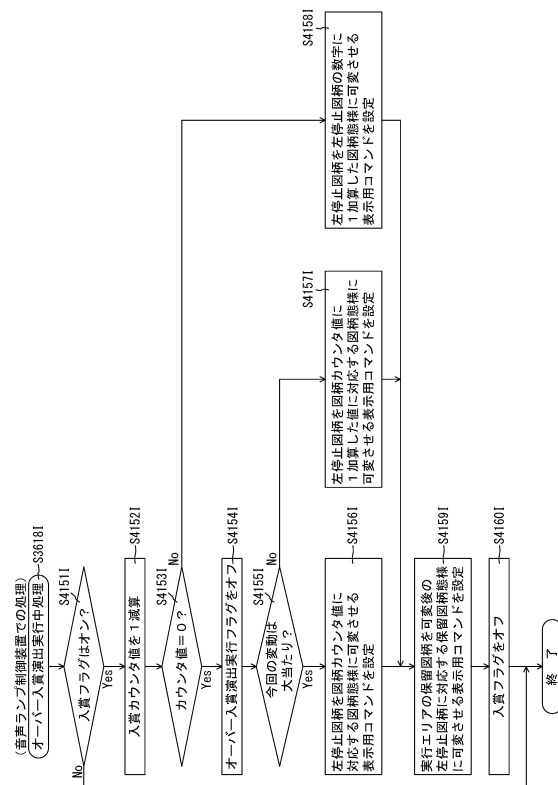 (音声ランプ制御装置での処理)
オーバー入賞演出実行中処理
S3618I
S4151I
入賞フラグはオン?
No
Yes
S4152I
入賞カウンタ値を1減算
S4153I
カウンタ値=0?
No
Yes
S4154I
オーバー入賞演出実行フラグをオフ
S4155I
今回の変動は
大当たり?
No
Yes
S4156I
左停止図柄を図柄カウンタ値に
対応する図柄態様に可変させる
表示用コマンドを設定
S4157I
左停止図柄を図柄カウンタ値に
1加算した値に対応する図柄態様に
可変させる表示用コマンドを設定
S4158I
左停止図柄を左停止図柄の数字に
1加算した図柄態様に可変させる
表示用コマンドを設定
S4159I
実行エリアの保留図柄を可変後の
左停止図柄に対応する保留図柄態様
に可変させる表示用コマンドを設定
S4160I
入賞フラグをオフ
終了